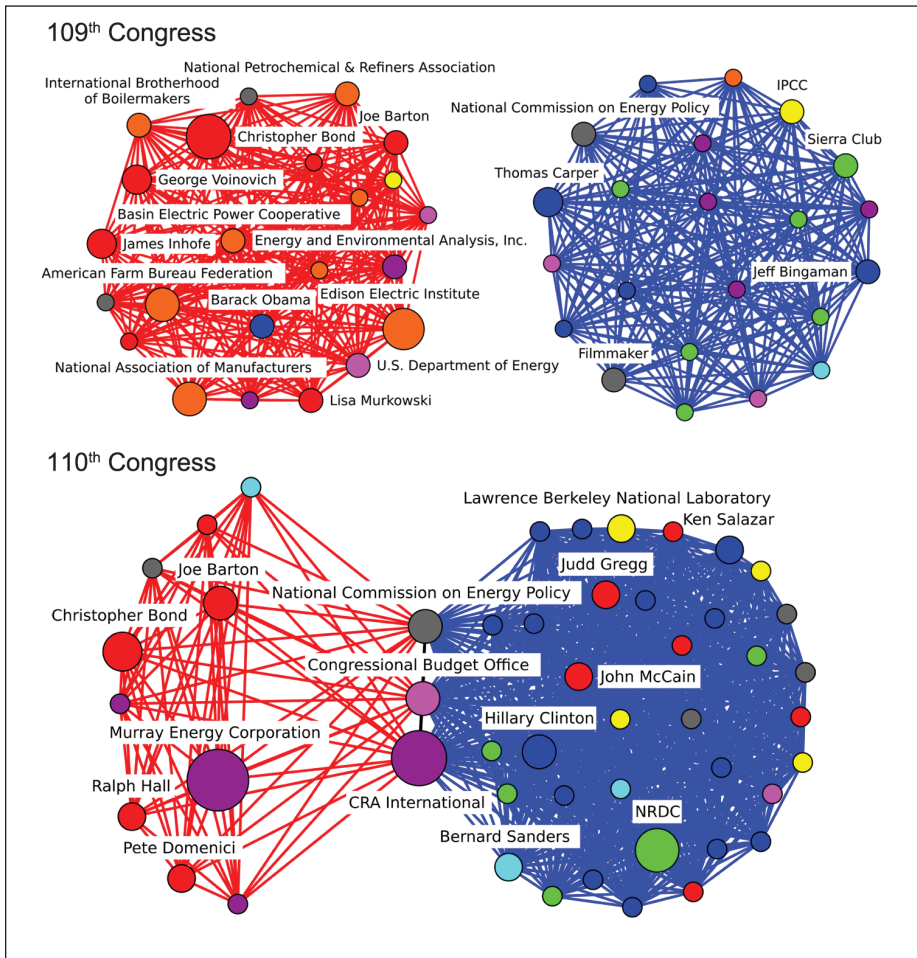 109th Congress
National Petrochemical & Refiners Association
International Brotherhood
of Boilermakers
Christopher Bond
Joe Barton
George Voinovich
Basin Electric Power Cooperative
James Inhofe
Energy and Environmental Analysis, Inc.
American Farm Bureau Federation
Barack Obama
Edison Electric Institute
National Association of Manufacturers
U.S. Department of Energy
Lisa Murkowski
IPCC
National Commission on Energy Policy
Sierra Club
Thomas Carper
Jeff Bingaman
Filmmaker
110th Congress
Lawrence Berkeley National Laboratory
Ken Salazar
Joe Barton
Judd Gregg
National Commission on Energy Policy
Christopher Bond
Congressional Budget Office
John McCain
Hillary Clinton
Murray Energy Corporation
Ralph Hall
CRA International
NRDC
Bernard Sanders
Pete Domenici